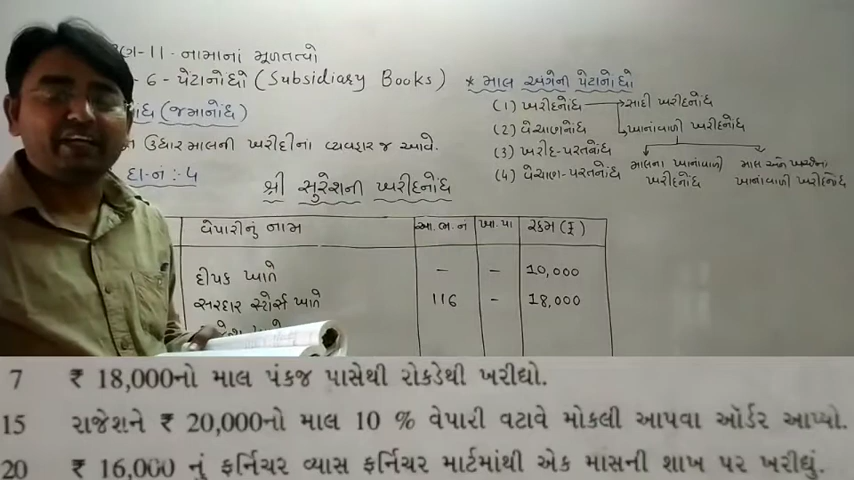 -11 - નામાનાં મૂળતત્વો
- 6 - પેટાનોંધો (Subsidiary Books)
(જમાનોંધ)
ઉધાર માલની ખરીદીના વ્યવહાર જ આવે.
દા.નં :- 4
શ્રી સુરેશની ખરીદનોંધ
* માલ અંગેની પેટાનોંધો
(1) ખરીદનોંધ → સાદી ખરીદનોંધ
ખાનાંવાળી ખરીદનોંધ
(2) વેચાણનોંધ
(3) ખરીદ-પરતનોંધ
(4) વેચાણ-પરતનોંધ
માલના ખાનાંવાળી ખરીદનોંધ
માલ અને ખર્ચના ખાનાંવાળી ખરીદનોંધ
વેપારીનું નામ આ.ભ.નં ખા.પા રકમ (₹)
દીપક ખાતે - - 10,000
સરદાર સ્ટોર્સ ખાતે 116 - 18,000
7 ₹ 18,000નો માલ પંકજ પાસેથી રોકડેથી ખરીદ્યો.
15 રાજેશને ₹ 20,000નો માલ 10 % વેપારી વટાવે મોકલી આપવા ઑર્ડર આપ્યો.
20 ₹ 16,000 નું ફર્નિચર વ્યાસ ફર્નિચર માર્ટમાંથી એક માસની શાખ પર ખરીદ્યું.